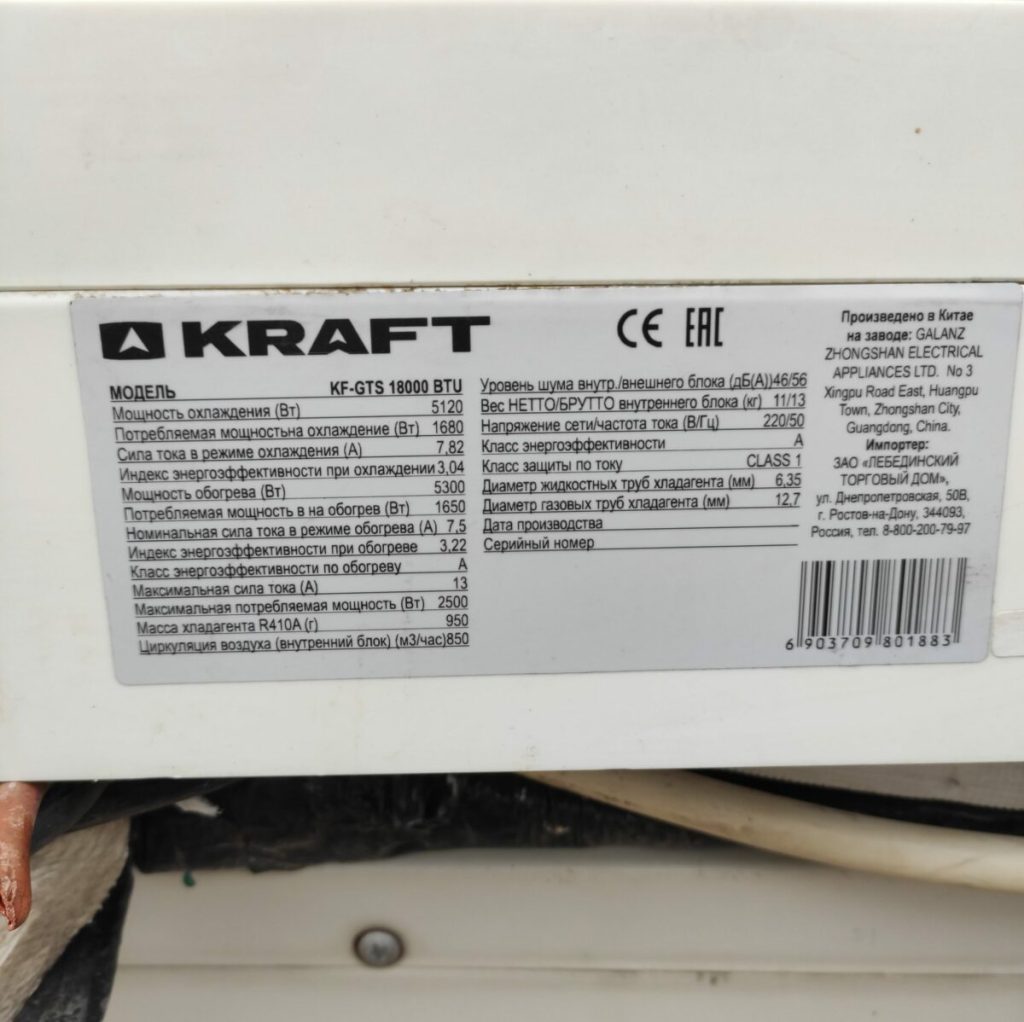 KRAFT
МОДЕЛЬ KF-GTS 18000 BTU
Мощность охлаждения (Вт) 5120
Потребляемая мощностьна охлаждение (Вт) 1680
Сила тока в режиме охлаждения (А) 7,82
Индекс энергоэффективности при охлаждении 3,04
Мощность обогрева (Вт) 5300
Потребляемая мощность в на обогрев (Вт) 1650
Номинальная сила тока в режиме обогрева (А) 7,5
Индекс энергоэффективности при обогреве 3,22
Класс энергоэффективности по обогреву А
Максимальная сила тока (А) 13
Максимальная потребляемая мощность (Вт) 2500
Масса хладагента R410A (г) 950
Циркуляция воздуха (внутренний блок) (м3/час)850
CE EAC
Уровень шума внутр./внешнего блока (дБ(А))46/56
Вес НЕТТО/БРУТТО внутреннего блока (кг) 11/13
Напряжение сети/частота тока (В/Гц) 220/50
Класс энергоэффективности А
Класс защиты по току CLASS 1
Диаметр жидкостных труб хладагента (мм) 6,35
Диаметр газовых труб хладагента (мм) 12,7
Дата производства
Серийный номер
Произведено в Китае
на заводе: GALANZ
ZHONGSHAN ELECTRICAL
APPLIANCES LTD. No 3
Xingpu Road East, Huangpu
Town, Zhongshan City,
Guangdong, China.
Импортер:
ЗАО «ЛЕБЕДИНСКИЙ
ТОРГОВЫЙ ДОМ»,
ул. Днепропетровская, 50В,
г. Ростов-на-Дону, 344093,
Россия, тел. 8-800-200-79-97
6 903709 801883